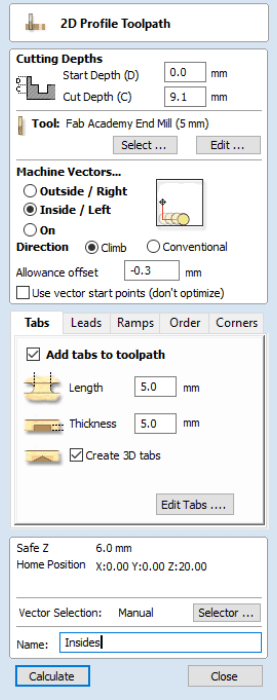 2D Profile Toolpath
Cutting Depths
Start Depth (D) 0.0 mm
Cut Depth (C) 9.1 mm
Tool: Fab Academy End Mill (5 mm)
Select ... Edit ...
Machine Vectors...
Outside / Right
Inside / Left
On
Direction Climb Conventional
Allowance offset -0.3 mm
Use vector start points (don't optimize)
Tabs Leads Ramps Order Corners
Add tabs to toolpath
Length 5.0 mm
Thickness 5.0 mm
Create 3D tabs
Edit Tabs ....
Safe Z 6.0 mm
Home Position X:0.00 Y:0.00 Z:20.00
Vector Selection: Manual Selector ...
Name: Insides
Calculate Close